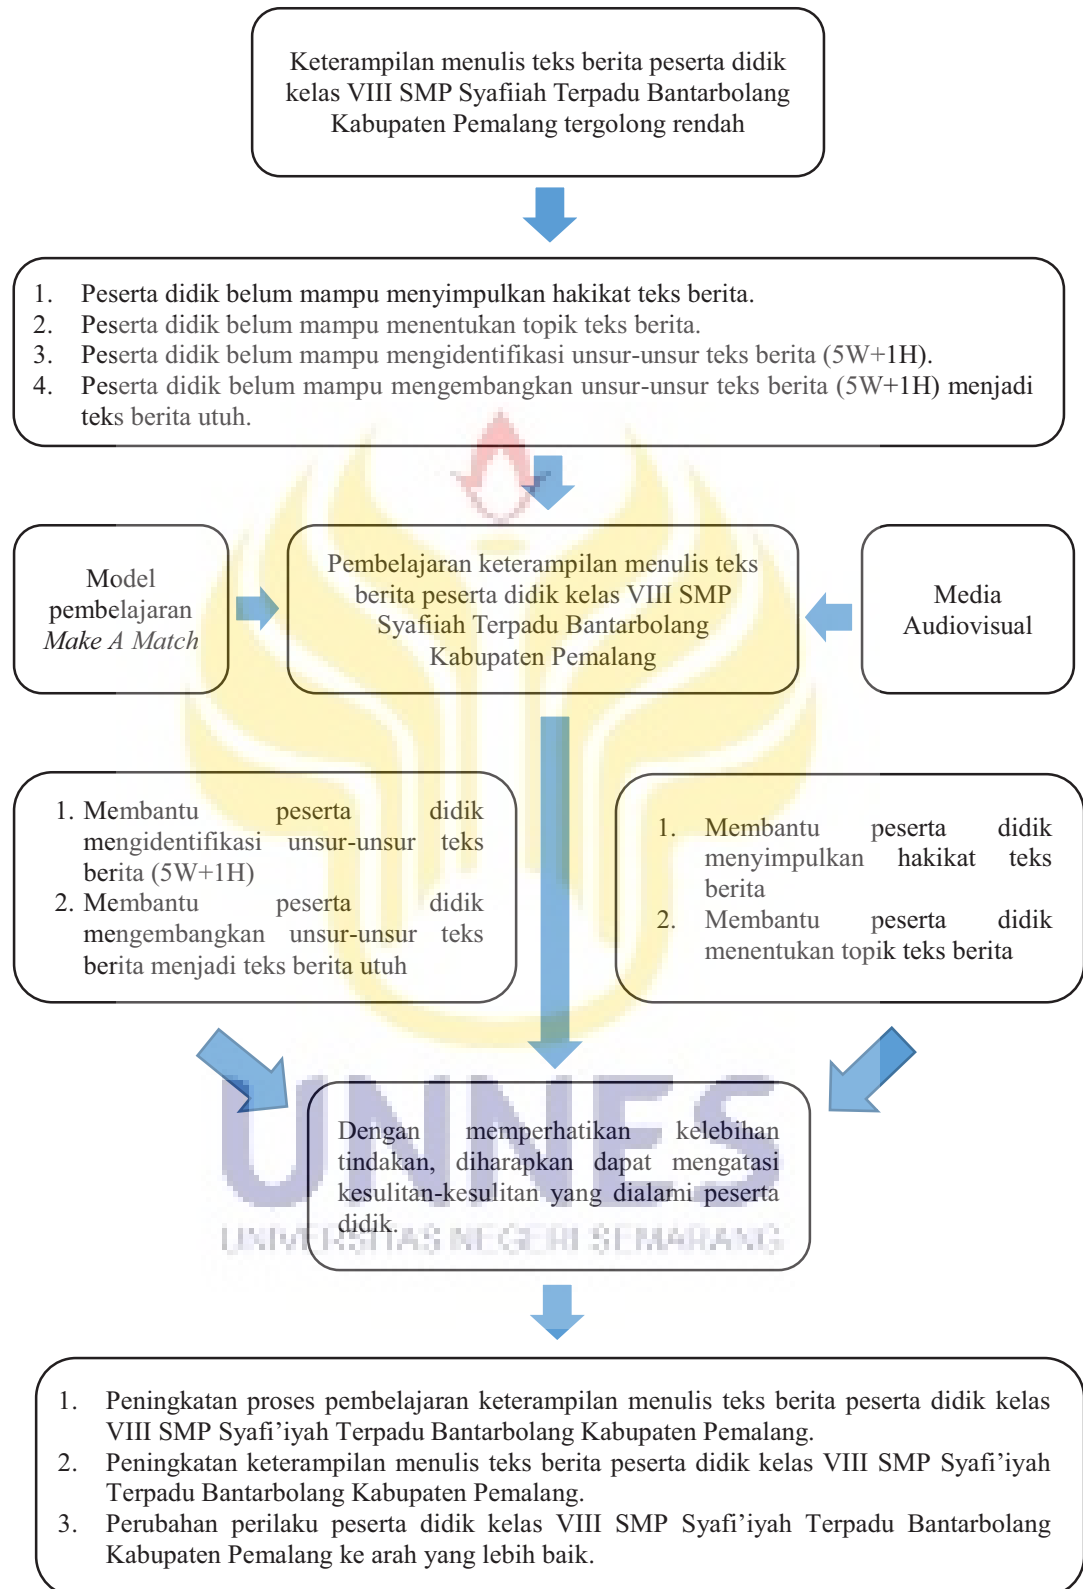 Keterampilan menulis teks berita peserta didik
kelas VIII SMP Syafiiah Terpadu Bantarbolang
Kabupaten Pemalang tergolong rendah
1. Peserta didik belum mampu menyimpulkan hakikat teks berita.
2. Peserta didik belum mampu menentukan topik teks berita.
3. Peserta didik belum mampu mengidentifikasi unsur-unsur teks berita (5W+1H).
4. Peserta didik belum mampu mengembangkan unsur-unsur teks berita (5W+1H) menjadi
teks berita utuh.
Model
pembelajaran
Make A Match
Pembelajaran keterampilan menulis teks
berita peserta didik kelas VIII SMP
Syafiiah Terpadu Bantarbolang
Kabupaten Pemalang
Media
Audiovisual
1. Membantu peserta didik
mengidentifikasi unsur-unsur teks
berita (5W+1H)
2. Membantu peserta didik
mengembangkan unsur-unsur teks
berita menjadi teks berita utuh
1. Membantu peserta didik
menyimpulkan hakikat teks
berita
2. Membantu peserta didik
menentukan topik teks berita
UNNES
UNIVERSITAS NEGERI SEMARANG
Dengan memperhatikan kelebihan
tindakan, diharapkan dapat mengatasi
kesulitan-kesulitan yang dialami peserta
didik.
1. Peningkatan proses pembelajaran keterampilan menulis teks berita peserta didik kelas
VIII SMP Syafi’iyah Terpadu Bantarbolang Kabupaten Pemalang.
2. Peningkatan keterampilan menulis teks berita peserta didik kelas VIII SMP Syafi’iyah
Terpadu Bantarbolang Kabupaten Pemalang.
3. Perubahan perilaku peserta didik kelas VIII SMP Syafi’iyah Terpadu Bantarbolang
Kabupaten Pemalang ke arah yang lebih baik.